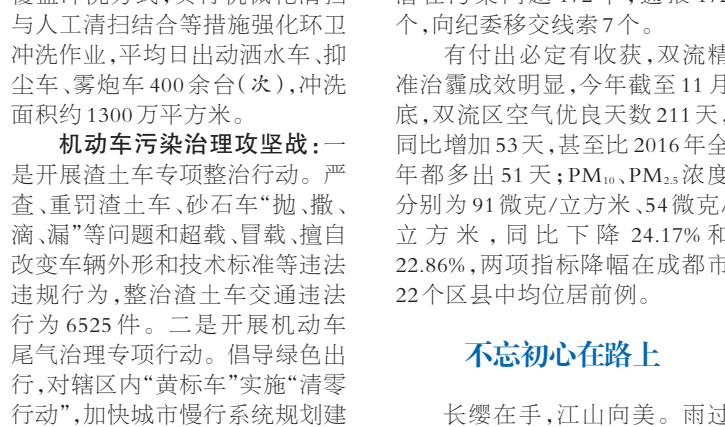 与人工清扫结合等措施强化环卫
冲洗作业,平均日出动洒水车、抑
尘车、雾炮车400余台(次),冲洗
面积约1300万平方米。
机动车污染治理攻坚战:一
是开展渣土车专项整治行动。严
查、重罚渣土车、砂石车“抛、撒、
滴、漏”等问题和超载、冒载、擅自
改变车辆外形和技术标准等违法
违规行为,整治渣土车交通违法
行为6525件。二是开展机动车
尾气治理专项行动。倡导绿色出
行,对辖区内“黄标车”实施“清零
行动”,加快城市慢行系统规划建
个,向纪委移交线索7个。
有付出必定有收获,双流精
准治霾成效明显,今年截至11月
底,双流区空气优良天数211天,
同比增加53天,甚至比2016年全
年都多出51天;PM₁₀、PM₂.₅浓度
分别为91微克/立方米、54微克/
立方米,同比下降24.17%和
22.86%,两项指标降幅在成都市
22个区县中均位居前例。
不忘初心在路上
长缨在手,江山向美。雨过